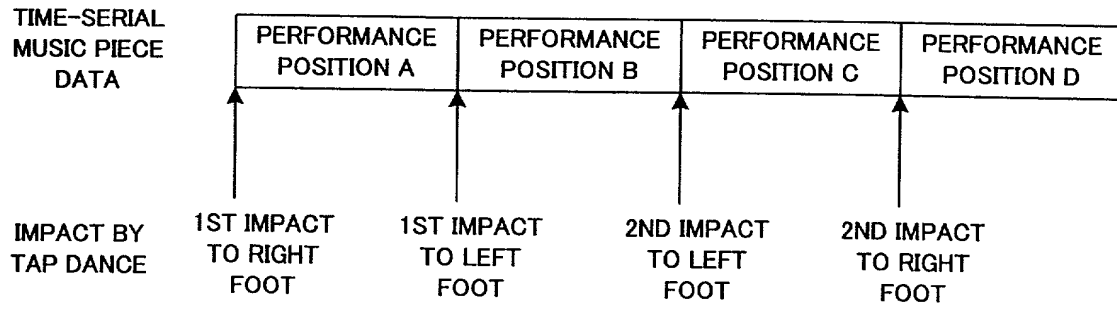 TIME-SERIAL
MUSIC PIECE
DATA
PERFORMANCE
POSITION A
PERFORMANCE
POSITION B
PERFORMANCE
POSITION C
PERFORMANCE
POSITION D
IMPACT BY
TAP DANCE
1ST IMPACT
TO RIGHT
FOOT
1ST IMPACT
TO LEFT
FOOT
2ND IMPACT
TO LEFT
FOOT
2ND IMPACT
TO RIGHT
FOOT